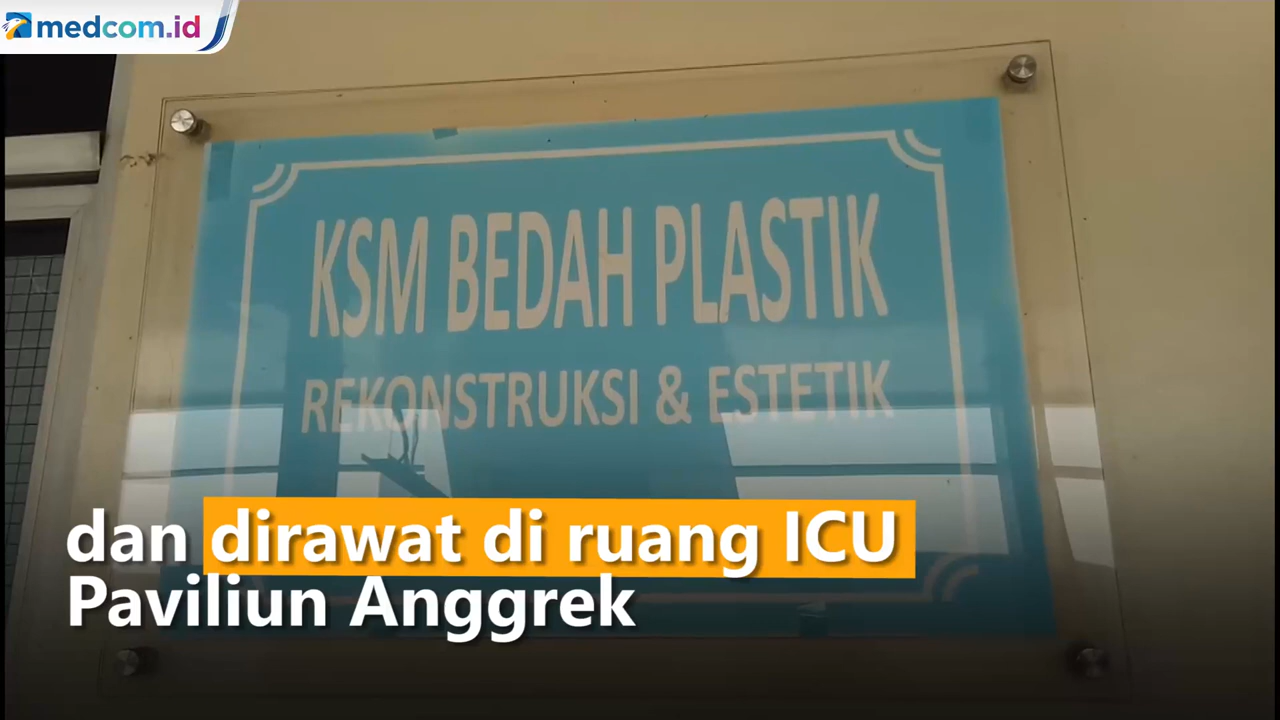 medcom.id
KSM BEDAH PLASTIK
REKONSTRUKSI & ESTETIK
dan dirawat di ruang ICU
Paviliun Anggrek